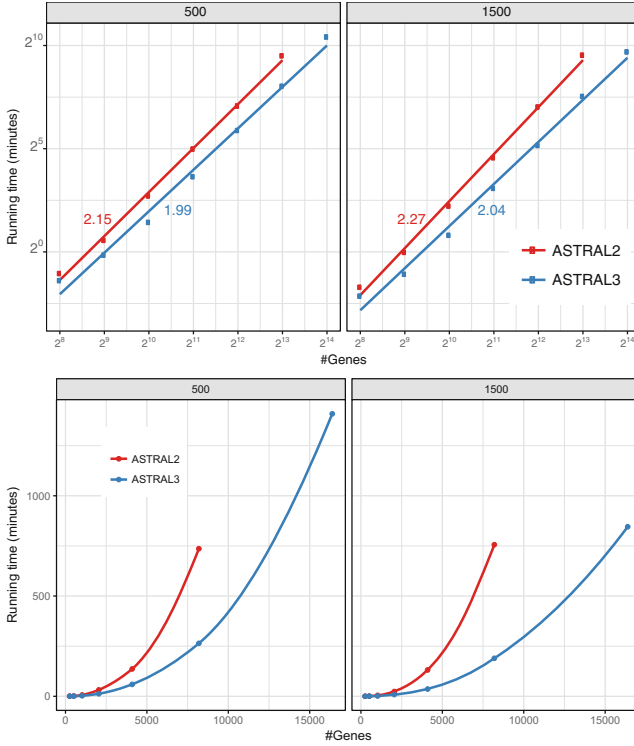 500 1500
Running time (minutes)
2^10
2^5
2^0
2.15 1.99
2.27 2.04
ASTRAL2
ASTRAL3
2^8 2^9 2^10 2^11 2^12 2^13 2^14 2^8 2^9 2^10 2^11 2^12 2^13 2^14
#Genes
500 1500
Running time (minutes)
ASTRAL2
ASTRAL3
1000
500
0
0 5000 10000 15000 0 5000 10000 15000
#Genes